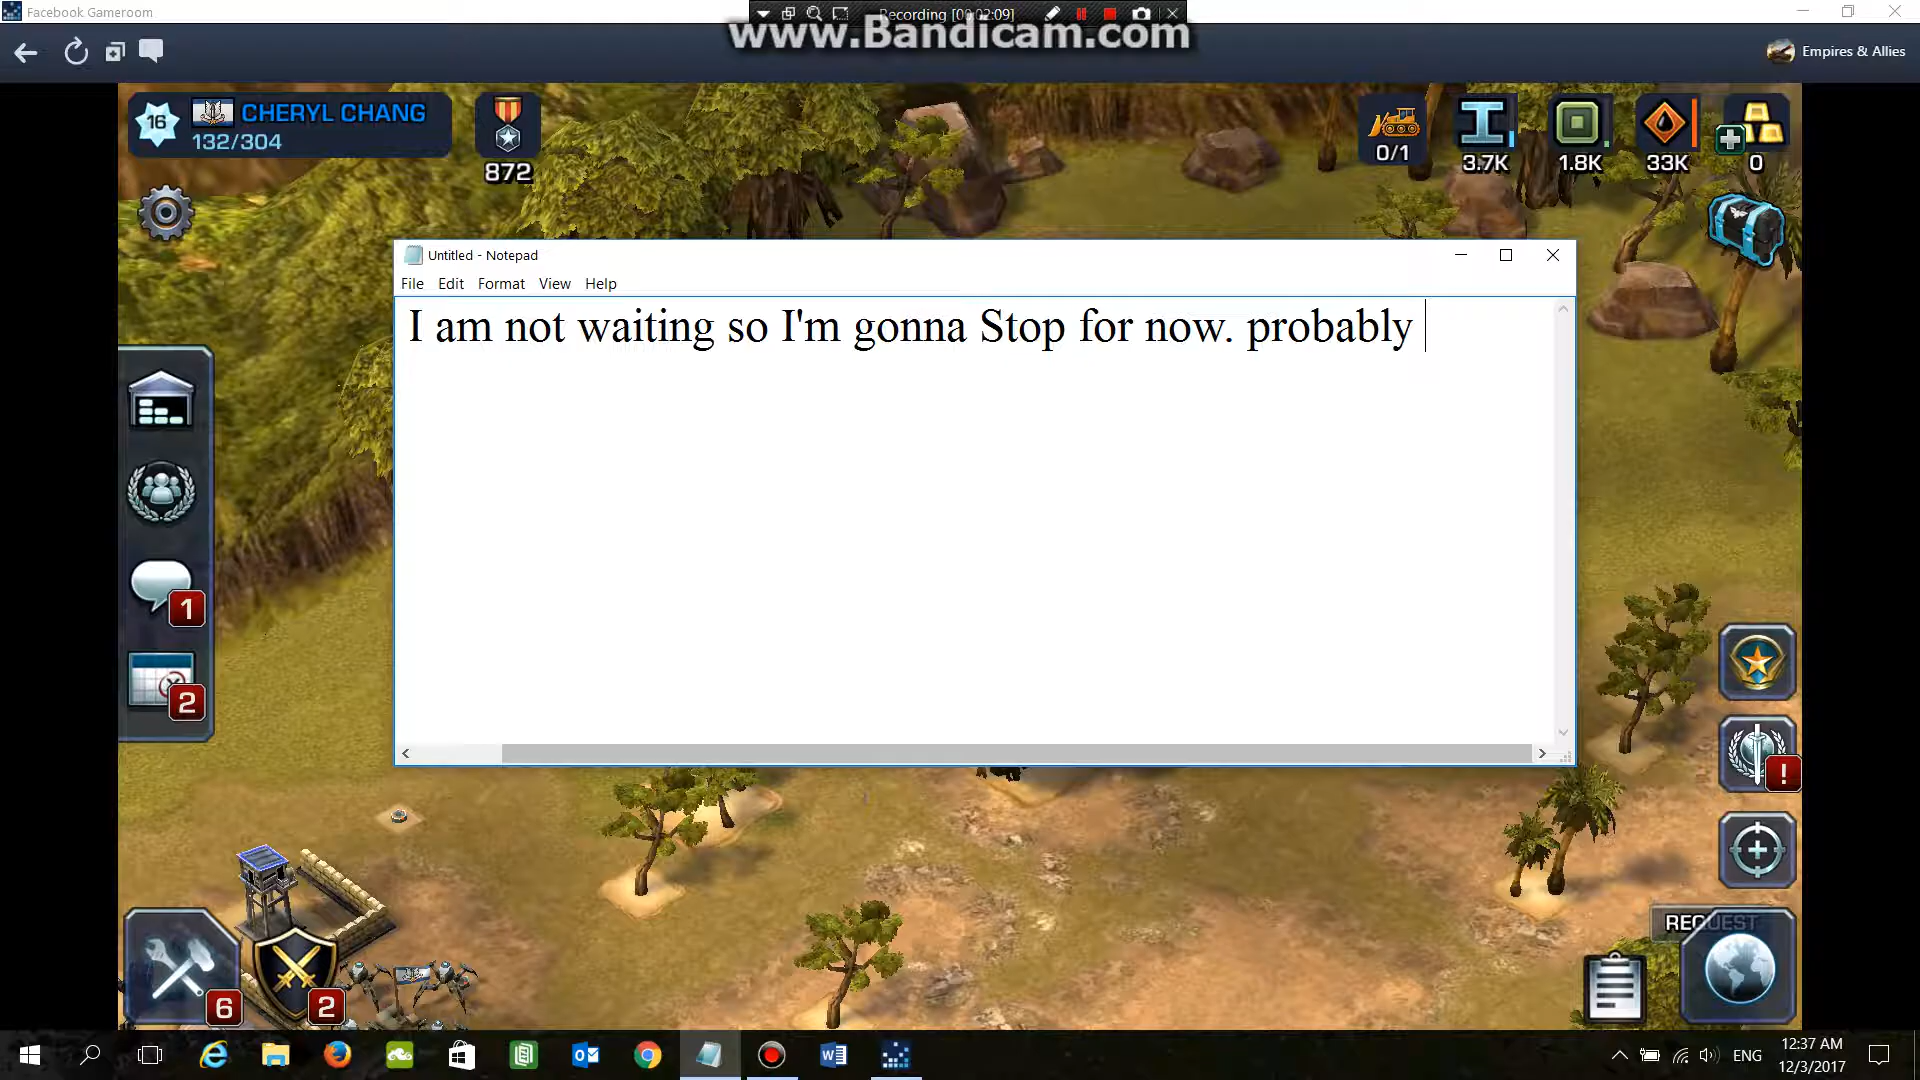 Facebook Gameroom
Recording [00:02:09]
www.Bandicam.com
Empires & Allies
16
CHERYL CHANG
132/304
872
0/1
3.7K
1.8K
33K
0
Untitled - Notepad
File Edit Format View Help
I am not waiting so I'm gonna Stop for now. probably
1
2
!
REQUEST
6
2
ENG
12:37 AM
12/3/2017